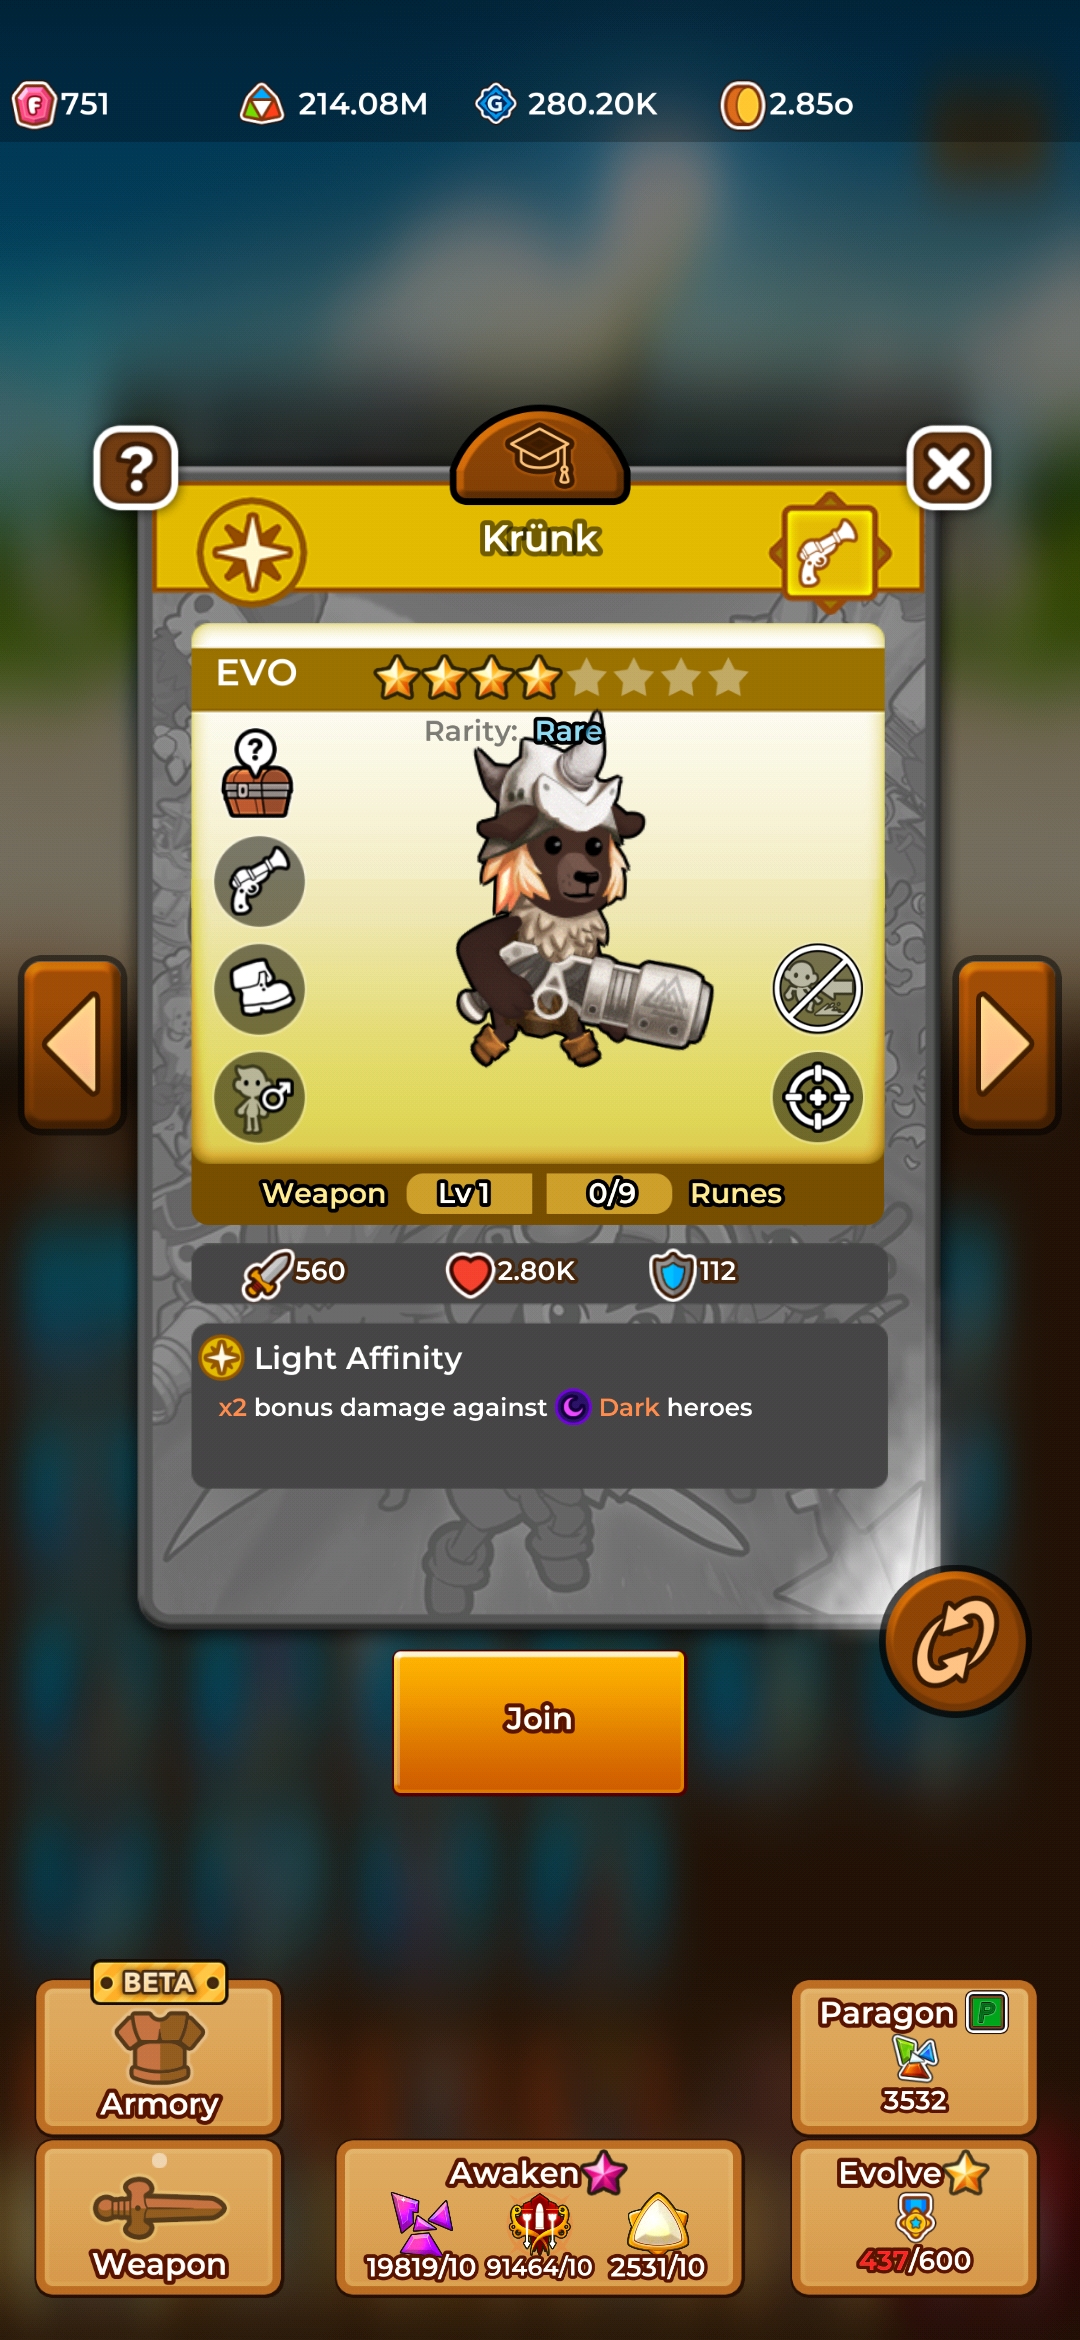 F 751 214.08M G 280.20K 2.85o
?
Krünk
EVO
Rarity: Rare
?
Weapon Lv 1 0/9 Runes
560 2.80K 112
Light Affinity
x2 bonus damage against Dark heroes
Join
BETA
Armory
Paragon P
3532
Weapon
Awaken
19819/10 91464/10 2531/10
Evolve
437/600